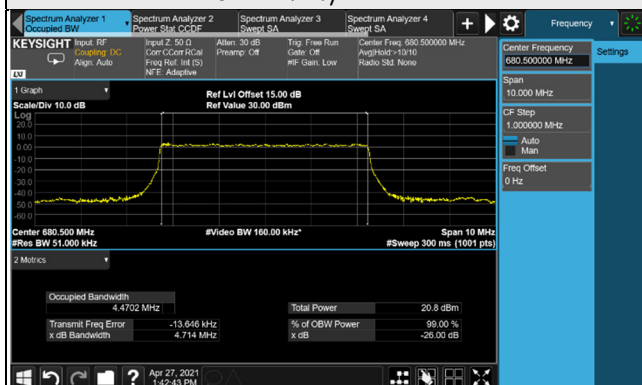 Spectrum Analyzer 1
Occupied BW
Spectrum Analyzer 2
Power Stat CCDF
Spectrum Analyzer 3
Swept SA
Spectrum Analyzer 4
Swept SA
+
Frequency
KEYSIGHT
Input: RF
Coupling: DC
Align: Auto
Input Z: 50 Ω
Corr CCorr RCal
Freq Ref: Int (S)
NFE: Adaptive
Atten: 30 dB
Preamp: Off
Trig: Free Run
Gate: Off
#IF Gain: Low
Center Freq: 680.500000 MHz
Avg|Hold:>10/10
Radio Std: None
LXI
Center Frequency
680.500000 MHz
Settings
Span
10.000 MHz
CF Step
1.000000 MHz
Auto
Man
Freq Offset
0 Hz
1 Graph
Scale/Div 10.0 dB
Ref Lvl Offset 15.00 dB
Ref Value 30.00 dBm
Log
20.0
10.0
0.00
-10.0
-20.0
-30.0
-40.0
-50.0
-60.0
Center 680.500 MHz
#Res BW 51.000 kHz
#Video BW 160.00 kHz*
Span 10 MHz
#Sweep 300 ms (1001 pts)
2 Metrics
Occupied Bandwidth
4.4702 MHz
Total Power 20.8 dBm
Transmit Freq Error -13.646 kHz
% of OBW Power 99.00 %
x dB Bandwidth 4.714 MHz
x dB -26.00 dB
?
Apr 27, 2021
1:42:43 PM